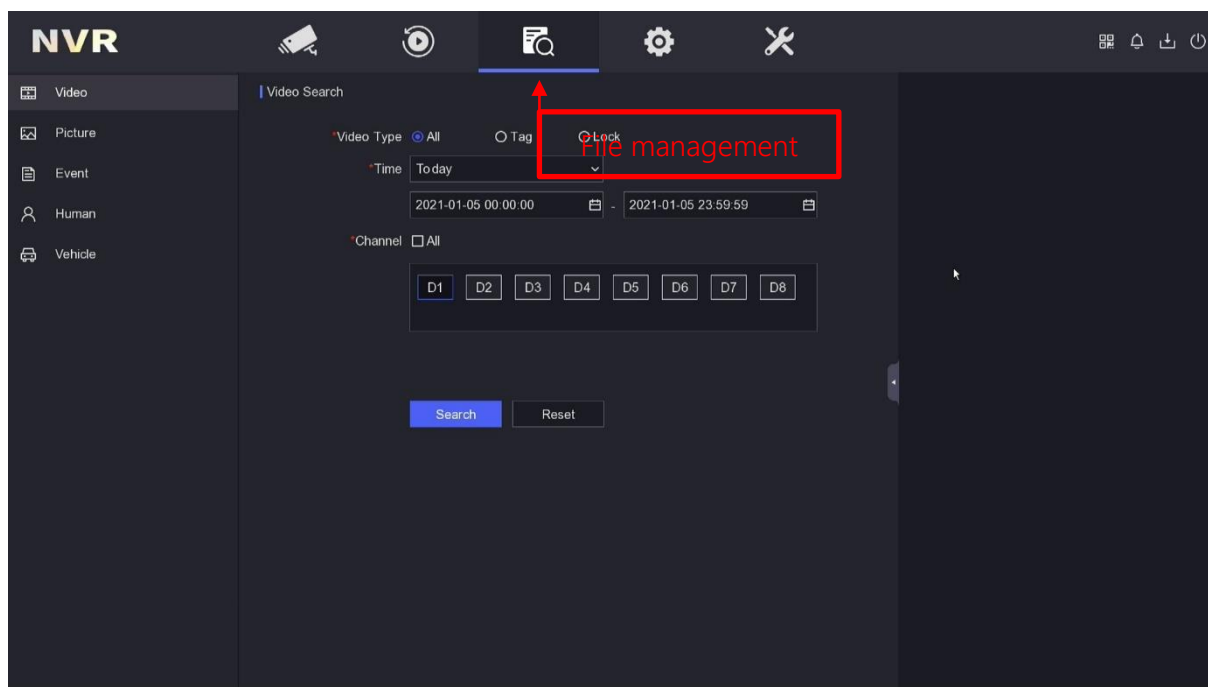 NVR
Video
Picture
Event
Human
Vehicle
Video Search
*Video Type All Tag Lock
File management
*Time Today
2021-01-05 00:00:00 - 2021-01-05 23:59:59
*Channel All
D1 D2 D3 D4 D5 D6 D7 D8
Search Reset